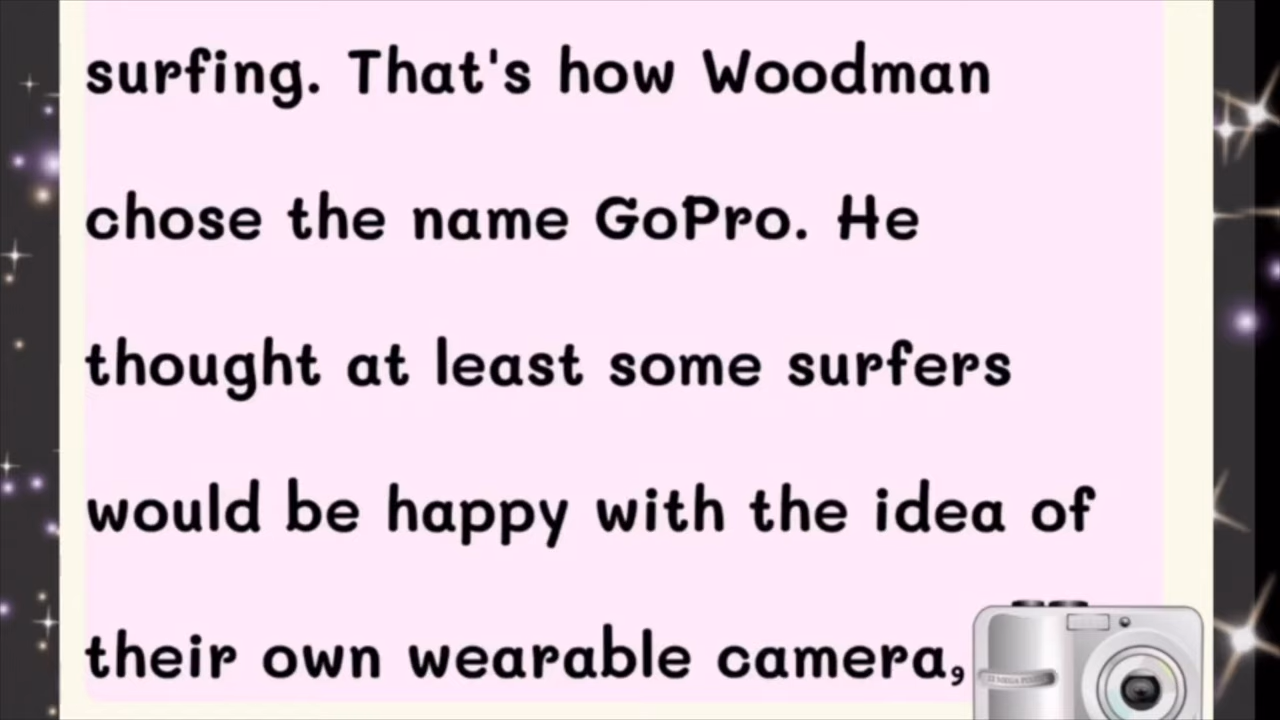 surfing. That's how Woodman
chose the name GoPro. He
thought at least some surfers
would be happy with the idea of
their own wearable camera,